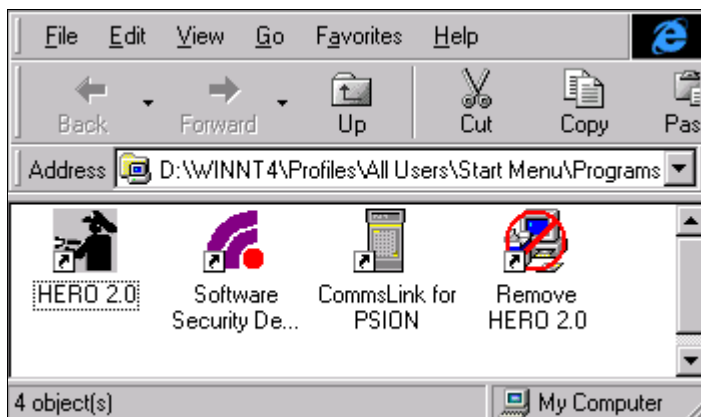 File Edit View Go Favorites Help
Back Forward Up Cut Copy Pas
Address D:\WINNT4\Profiles\All Users\Start Menu\Programs
HERO 2.0
Software
Security De...
CommsLink for
PSION
Remove
HERO 2.0
4 object(s) My Computer